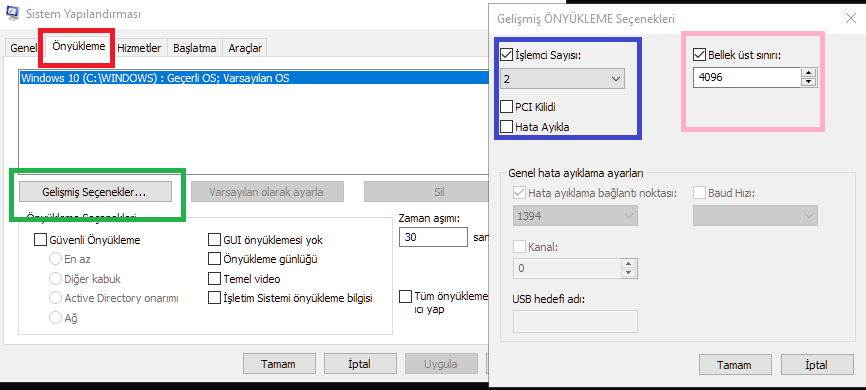 Sistem Yapılandırması
Genel
Önyükleme
Hizmetler
Başlatma
Araçlar
Windows 10 (C:\WINDOWS) : Geçerli OS; Varsayılan OS
Gelişmiş Seçenekler...
Varsayılan olarak ayarla
Sil
Önyükleme Seçenekleri
Güvenli Önyükleme
En az
Diğer kabuk
Active Directory onarımı
Ağ
GUI önyüklemesi yok
Önyükleme günlüğü
Temel video
İşletim Sistemi önyükleme bilgisi
Zaman aşımı:
30
Tüm önyükleme
ici yap
Tamam
İptal
Uygula
Gelişmiş ÖNYÜKLEME Seçenekleri
İşlemci Sayısı:
2
PCI Kilidi
Hata Ayıkla
Bellek üst sınırı:
4096
Genel hata ayıklama ayarları
Hata ayıklama bağlantı noktası:
1394
Baud Hızı:
Kanal:
0
USB hedefi adı:
Tamam
İptal